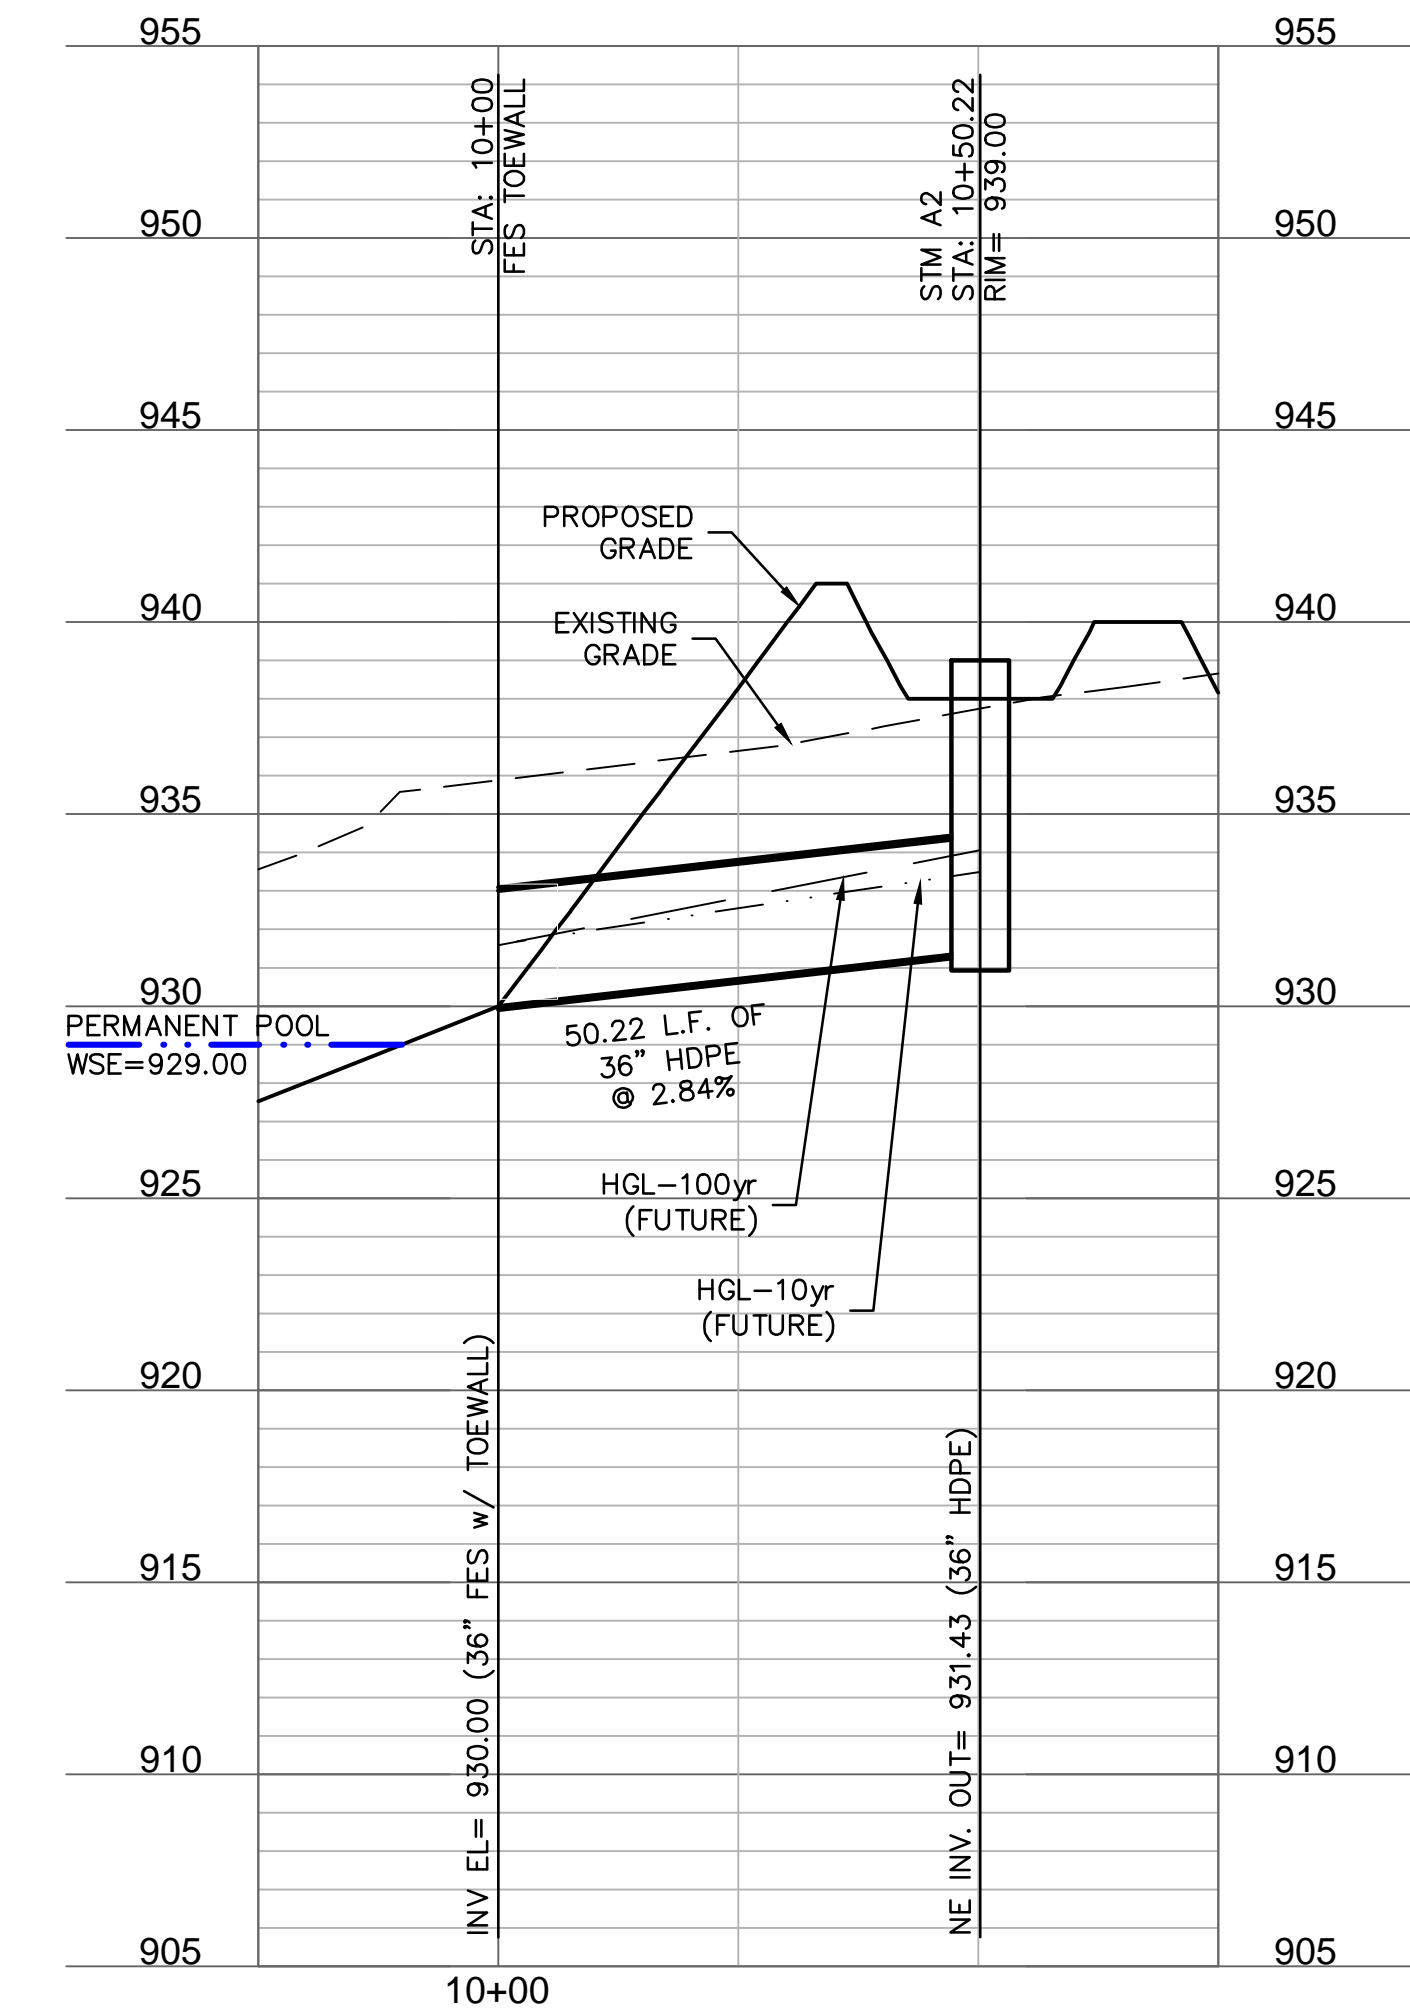 955
955
STA: 10+00
FES TOEWALL
STM A2
STA: 10+50.22
RIM= 939.00
950
950
945
945
PROPOSED
GRADE
940
940
EXISTING
GRADE
935
935
930
930
PERMANENT POOL
WSE=929.00
50.22 L.F. OF
36" HDPE
@ 2.84%
925
925
HGL-100yr
(FUTURE)
HGL-10yr
(FUTURE)
920
920
INV EL= 930.00 (36" FES w/ TOEWALL)
NE INV. OUT= 931.43 (36" HDPE)
915
915
910
910
905
905
10+00